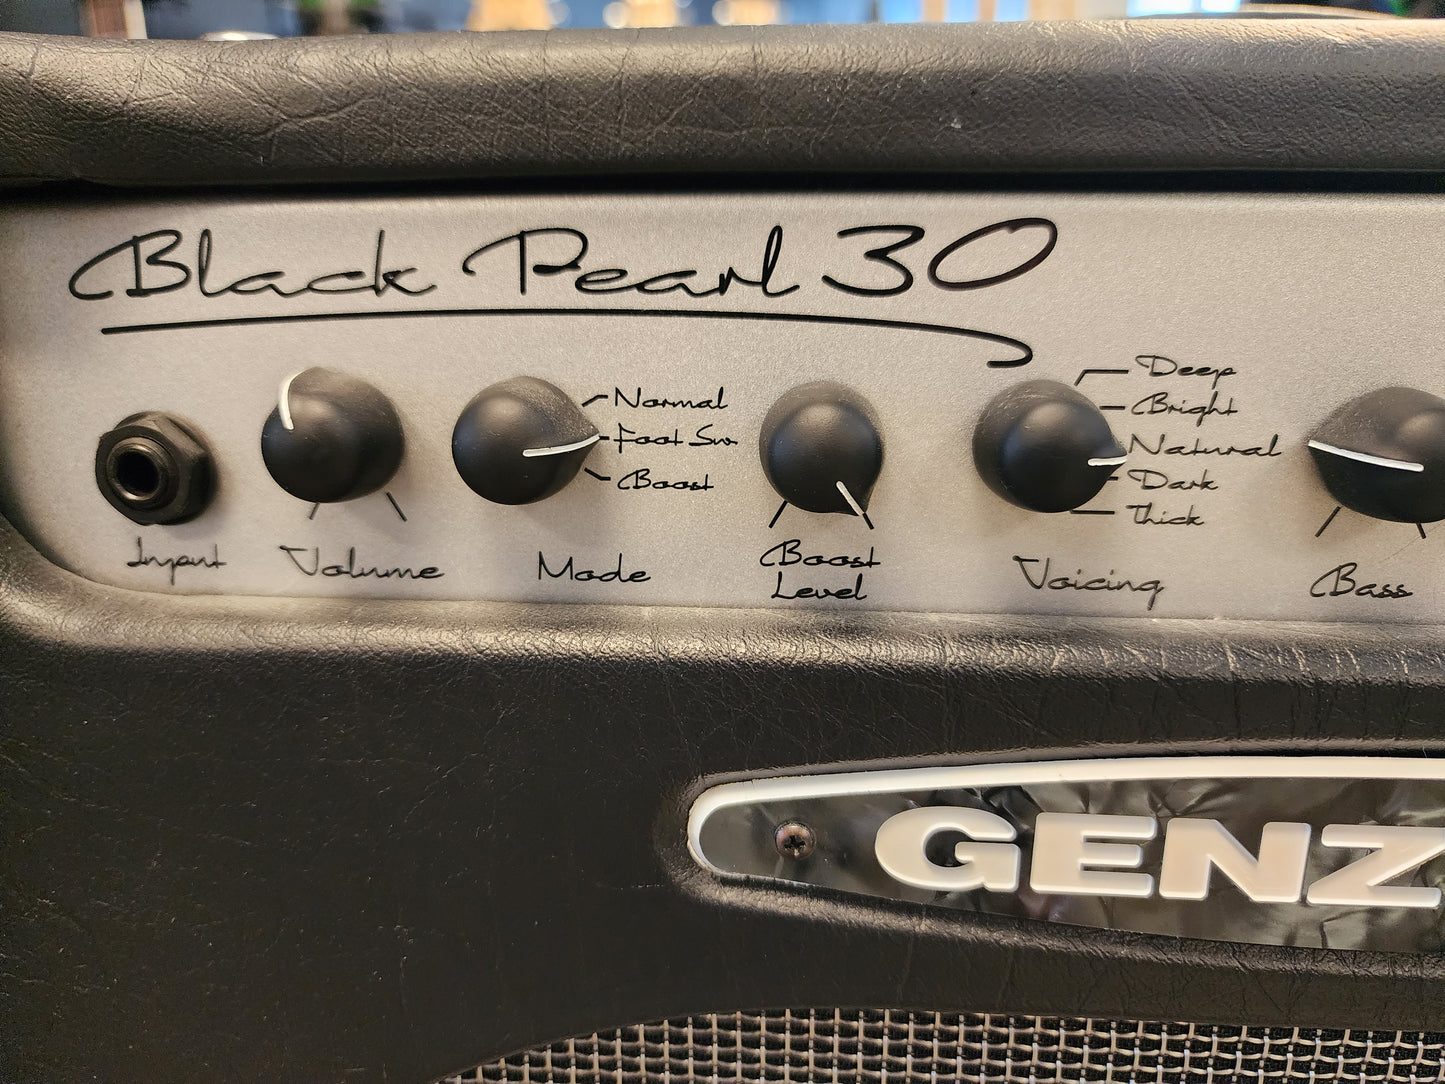 Black Pearl 30
Normal
Foot Sw.
Boost
Deep
Bright
Natural
Dark
Thick
Input
Volume
Mode
Boost
Level
Voicing
Bass
GENZ